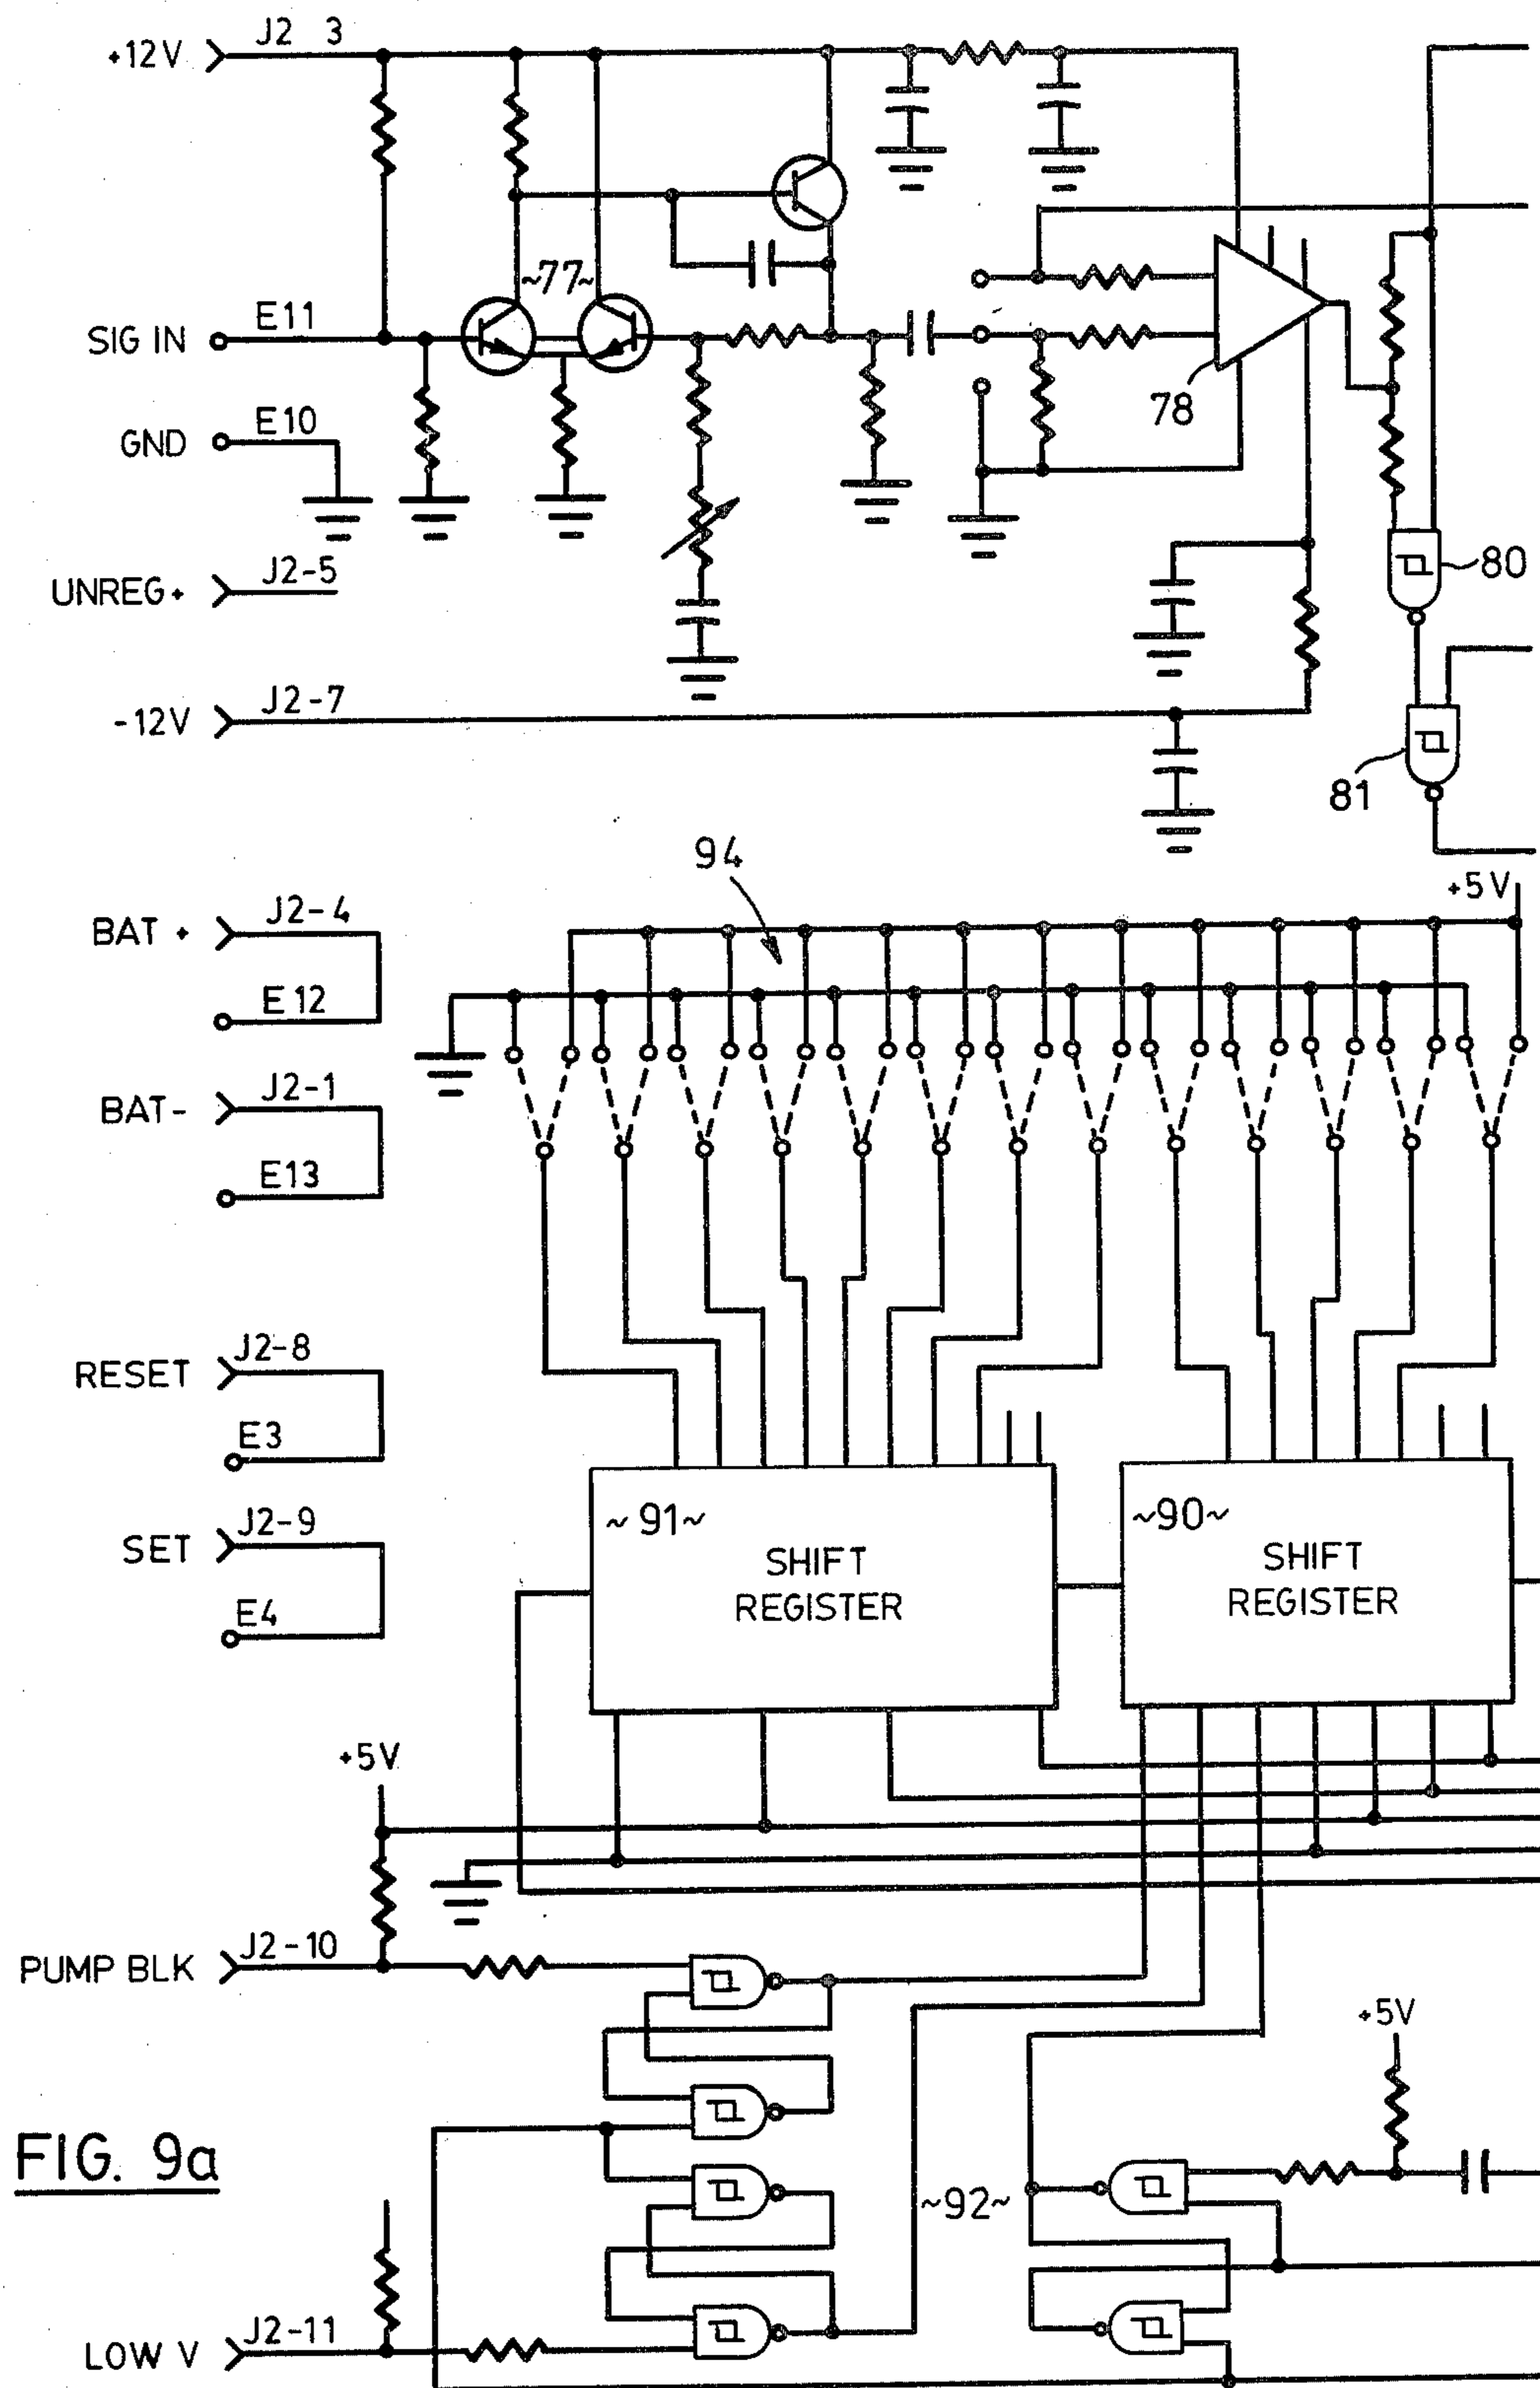 +12V J2 3
~77~
SIG IN E11
78
GND E10
80
UNREG+ J2-5
-12V J2-7
81
94
+5V
BAT + J2-4
E12
BAT- J2-1
E13
RESET J2-8
E3
~91~
SHIFT
REGISTER
~90~
SHIFT
REGISTER
SET J2-9
E4
+5V
PUMP BLK J2-10
+5V
FIG. 9a
~92~
LOW V J2-11